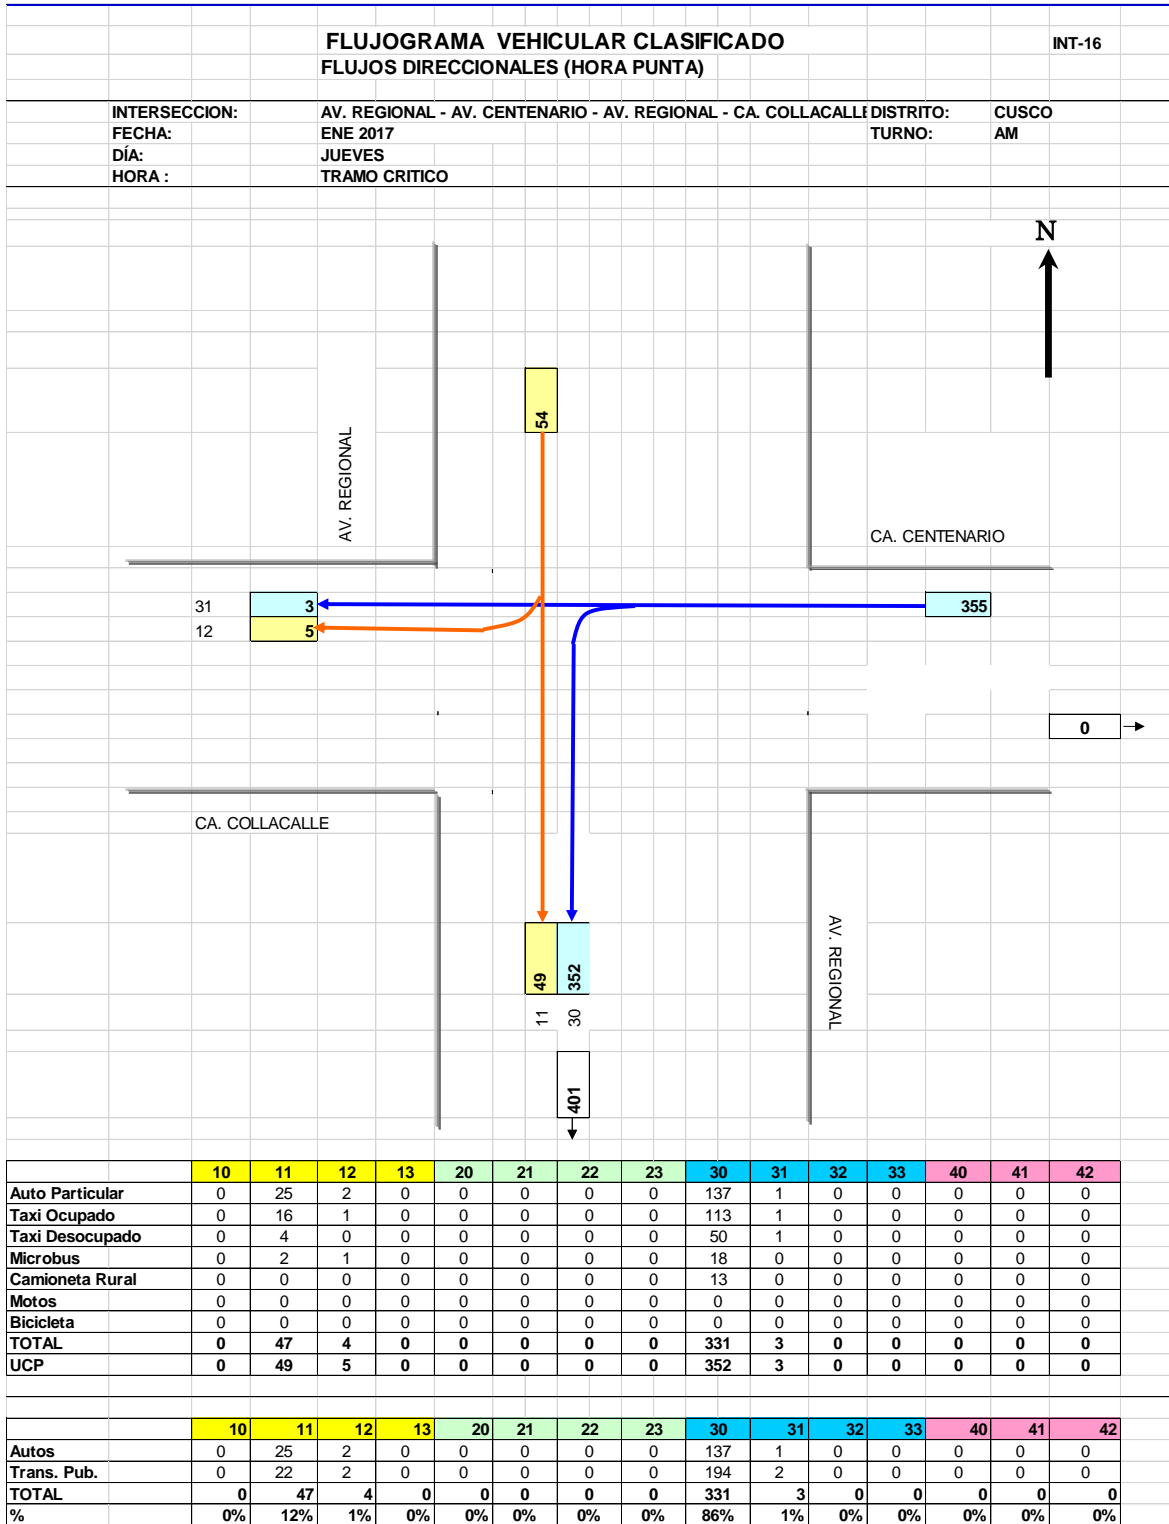 FLUJOGRAMA VEHICULAR CLASIFICADO INT-16
FLUJOS DIRECCIONALES (HORA PUNTA)
INTERSECCION: AV. REGIONAL - AV. CENTENARIO - AV. REGIONAL - CA. COLLACALLE DISTRITO: CUSCO
FECHA: ENE 2017 TURNO: AM
DÍA: JUEVES
HORA : TRAMO CRITICO
N
54
AV. REGIONAL
CA. CENTENARIO
31 3 355
12 5
0
CA. COLLACALLE
AV. REGIONAL
49 352
11 30
401
10 11 12 13 20 21 22 23 30 31 32 33 40 41 42
Auto Particular 0 25 2 0 0 0 0 0 137 1 0 0 0 0 0
Taxi Ocupado 0 16 1 0 0 0 0 0 113 1 0 0 0 0 0
Taxi Desocupado 0 4 0 0 0 0 0 0 50 1 0 0 0 0 0
Microbus 0 2 1 0 0 0 0 0 18 0 0 0 0 0 0
Camioneta Rural 0 0 0 0 0 0 0 0 13 0 0 0 0 0 0
Motos 0 0 0 0 0 0 0 0 0 0 0 0 0 0 0
Bicicleta 0 0 0 0 0 0 0 0 0 0 0 0 0 0 0
TOTAL 0 47 4 0 0 0 0 0 331 3 0 0 0 0 0
UCP 0 49 5 0 0 0 0 0 352 3 0 0 0 0 0
10 11 12 13 20 21 22 23 30 31 32 33 40 41 42
Autos 0 25 2 0 0 0 0 0 137 1 0 0 0 0 0
Trans. Pub. 0 22 2 0 0 0 0 0 194 2 0 0 0 0 0
TOTAL 0 47 4 0 0 0 0 0 331 3 0 0 0 0 0
% 0% 12% 1% 0% 0% 0% 0% 0% 86% 1% 0% 0% 0% 0% 0%